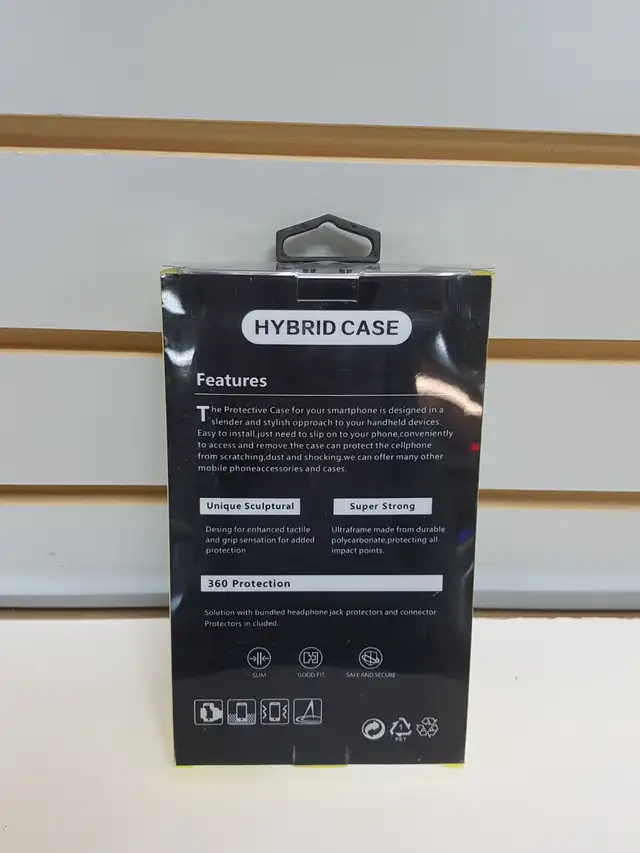 HYBRID CASE
Features
The Protective Case for your smartphone is designed in a
slender and stylish approach to your handheld devices.
Easy to install,just need to slip on to your phone,conveniently
to access and remove.the case can protect the cellphone
from scratching,dust and shocking.we can offer many other
mobile phoneaccessories and cases.
Unique Sculptural
Desing for enhanced tactile
and grip sensation for added
protection
Super Strong
Ultraframe made from durable
polycarbonate,protecting all
impact points.
360 Protection
Solution with bundled headphone jack protectors and connector
Protectors in cluded.
SLIM
GOOD FIT
SAFE AND SECURE
1
PET